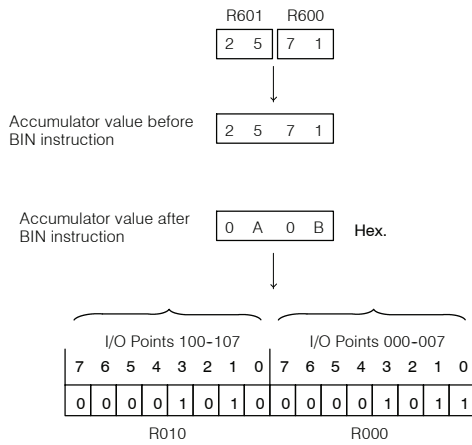 R601 R600
2 5 7 1
Accumulator value before
BIN instruction
2 5 7 1
Accumulator value after
BIN instruction
0 A 0 B Hex.
I/O Points 100-107 I/O Points 000-007
7 6 5 4 3 2 1 0 7 6 5 4 3 2 1 0
0 0 0 0 1 0 1 0 0 0 0 0 1 0 1 1
R010 R000